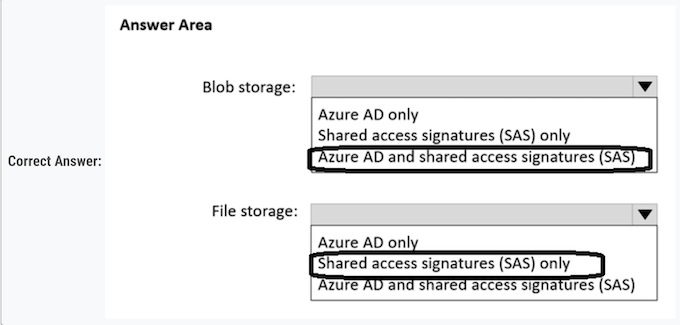 Answer Area
Blob storage:
Azure AD only
Shared access signatures (SAS) only
Azure AD and shared access signatures (SAS)
Correct Answer:
File storage:
Azure AD only
Shared access signatures (SAS) only
Azure AD and shared access signatures (SAS)